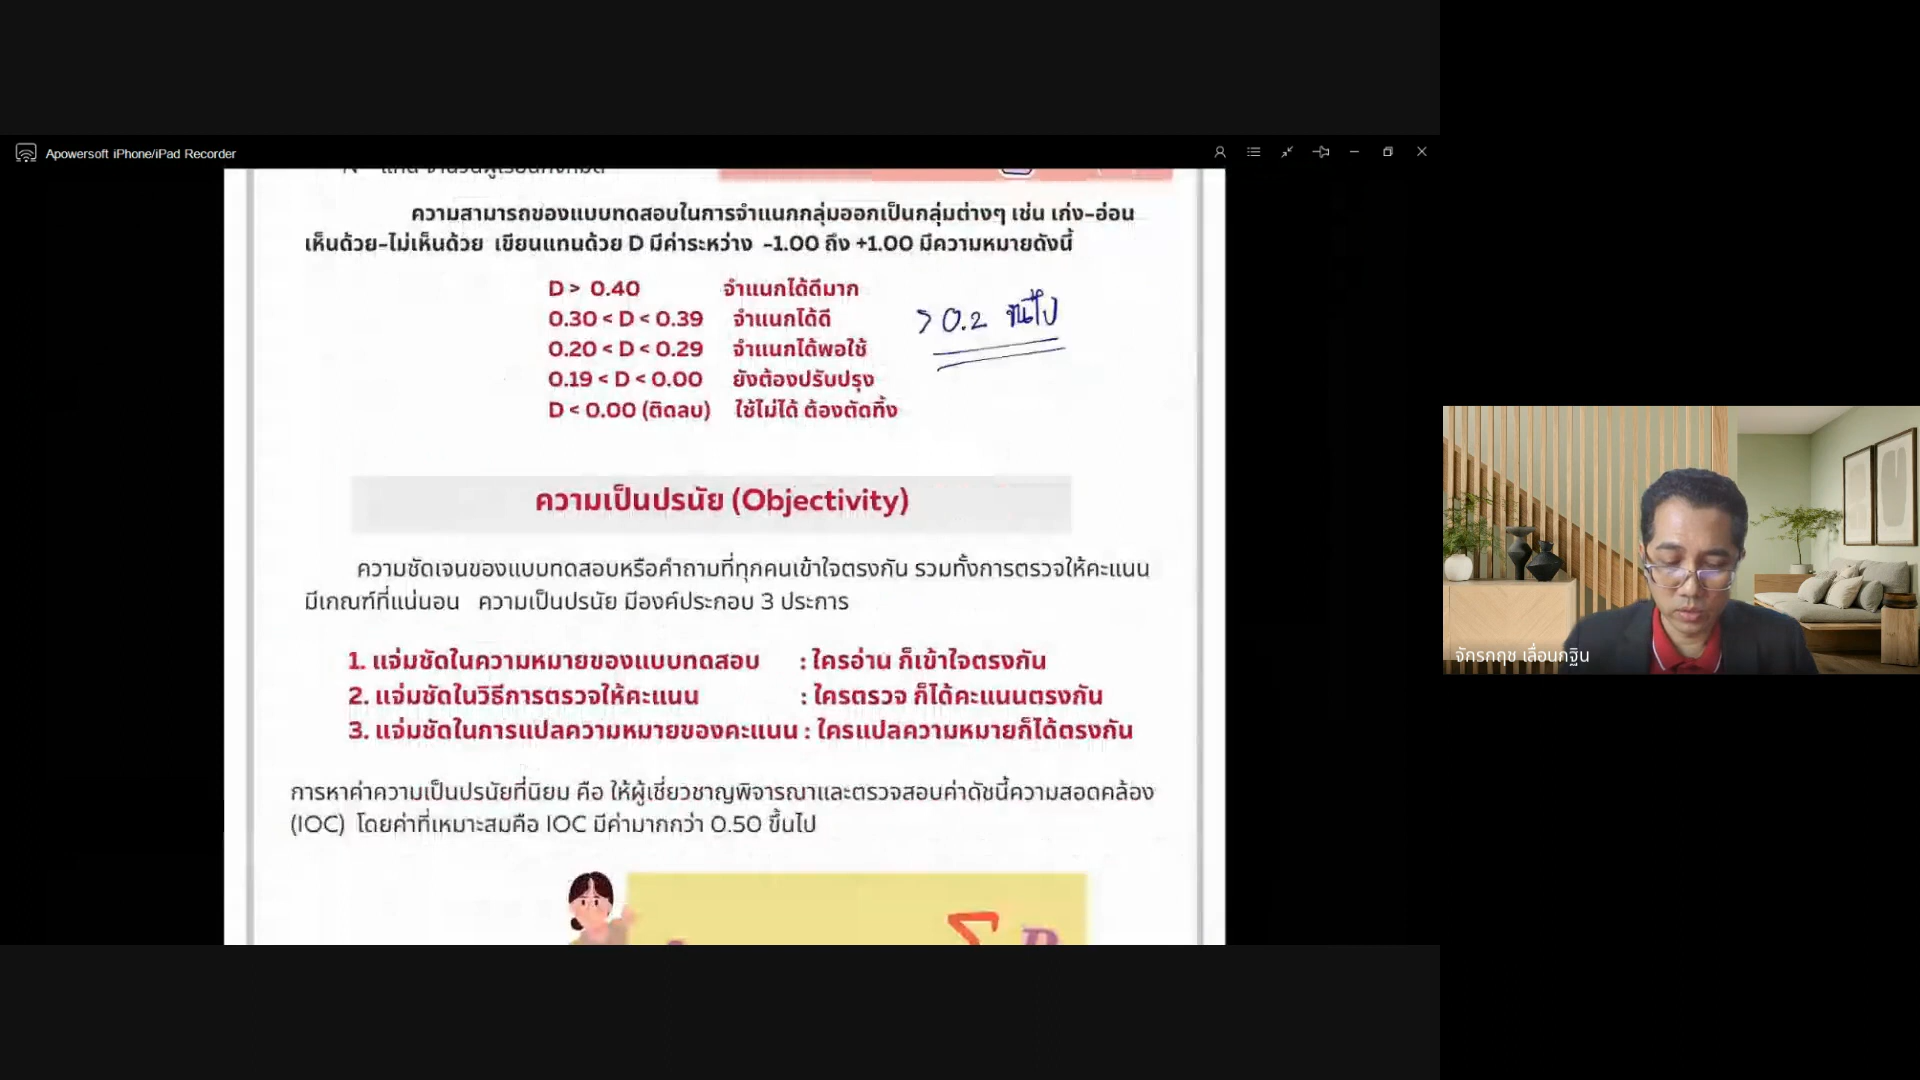 Apowersoft iPhone/iPad Recorder
ความสามารถของแบบทดสอบในการจำแนกกลุ่มออกเป็นกลุ่มต่างๆ เช่น เก่ง-อ่อน
เห็นด้วย-ไม่เห็นด้วย เขียนแทนด้วย D มีค่าระหว่าง -1.00 ถึง +1.00 มีความหมายดังนี้
D > 0.40 จำแนกได้ดีมาก
0.30 < D < 0.39 จำแนกได้ดี
0.20 < D < 0.29 จำแนกได้พอใช้
0.19 < D < 0.00 ยังต้องปรับปรุง
D < 0.00 (ติดลบ) ใช้ไม่ได้ ต้องตัดทิ้ง
> 0.2 ขึ้นไป
ความเป็นปรนัย (Objectivity)
ความชัดเจนของแบบทดสอบหรือคำถามที่ทุกคนเข้าใจตรงกัน รวมทั้งการตรวจให้คะแนน
มีเกณฑ์ที่แน่นอน ความเป็นปรนัย มีองค์ประกอบ 3 ประการ
1. แจ่มชัดในความหมายของแบบทดสอบ : ใครอ่าน ก็เข้าใจตรงกัน
2. แจ่มชัดในวิธีการตรวจให้คะแนน : ใครตรวจ ก็ได้คะแนนตรงกัน
3. แจ่มชัดในการแปลความหมายของคะแนน : ใครแปลความหมายก็ได้ตรงกัน
การหาค่าความเป็นปรนัยที่นิยม คือ ให้ผู้เชี่ยวชาญพิจารณาและตรวจสอบค่าดัชนีความสอดคล้อง
(IOC) โดยค่าที่เหมาะสมคือ IOC มีค่ามากกว่า 0.50 ขึ้นไป
จักรกฤช เลื่อนกฐิน